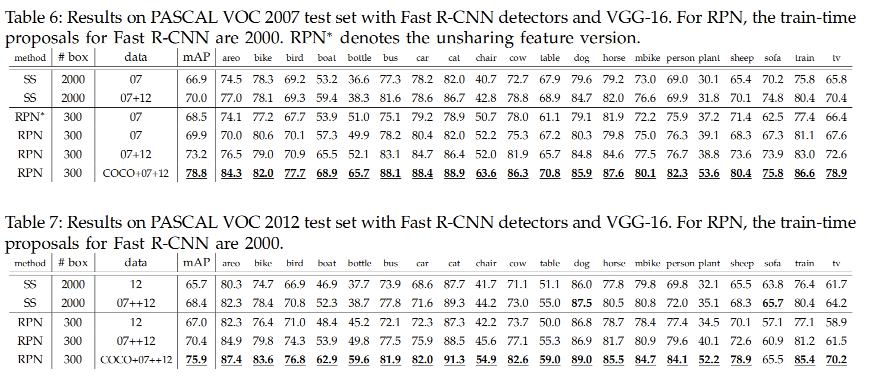 Table 6: Results on PASCAL VOC 2007 test set with Fast R-CNN detectors and VGG-16. For RPN, the train-time
proposals for Fast R-CNN are 2000. RPN* denotes the unsharing feature version.
method # box data mAP areo bike bird boat bottle bus car cat chair cow table dog horse mbike person plant sheep sofa train tv
SS 2000 07 66.9 74.5 78.3 69.2 53.2 36.6 77.3 78.2 82.0 40.7 72.7 67.9 79.6 79.2 73.0 69.0 30.1 65.4 70.2 75.8 65.8
SS 2000 07+12 70.0 77.0 78.1 69.3 59.4 38.3 81.6 78.6 86.7 42.8 78.8 68.9 84.7 82.0 76.6 69.9 31.8 70.1 74.8 80.4 70.4
RPN* 300 07 68.5 74.1 77.2 67.7 53.9 51.0 75.1 79.2 78.9 50.7 78.0 61.1 79.1 81.9 72.2 75.9 37.2 71.4 62.5 77.4 66.4
RPN 300 07 69.9 70.0 80.6 70.1 57.3 49.9 78.2 80.4 82.0 52.2 75.3 67.2 80.3 79.8 75.0 76.3 39.1 68.3 67.3 81.1 67.6
RPN 300 07+12 73.2 76.5 79.0 70.9 65.5 52.1 83.1 84.7 86.4 52.0 81.9 65.7 84.8 84.6 77.5 76.7 38.8 73.6 73.9 83.0 72.6
RPN 300 COCO+07+12 78.8 84.3 82.0 77.7 68.9 65.7 88.1 88.4 88.9 63.6 86.3 70.8 85.9 87.6 80.1 82.3 53.6 80.4 75.8 86.6 78.9
Table 7: Results on PASCAL VOC 2012 test set with Fast R-CNN detectors and VGG-16. For RPN, the train-time
proposals for Fast R-CNN are 2000.
method # box data mAP areo bike bird boat bottle bus car cat chair cow table dog horse mbike person plant sheep sofa train tv
SS 2000 12 65.7 80.3 74.7 66.9 46.9 37.7 73.9 68.6 87.7 41.7 71.1 51.1 86.0 77.8 79.8 69.8 32.1 65.5 63.8 76.4 61.7
SS 2000 07++12 68.4 82.3 78.4 70.8 52.3 38.7 77.8 71.6 89.3 44.2 73.0 55.0 87.5 80.5 80.8 72.0 35.1 68.3 65.7 80.4 64.2
RPN 300 12 67.0 82.3 76.4 71.0 48.4 45.2 72.1 72.3 87.3 42.2 73.7 50.0 86.8 78.7 78.4 77.4 34.5 70.1 57.1 77.1 58.9
RPN 300 07++12 70.4 84.9 79.8 74.3 53.9 49.8 77.5 75.9 88.5 45.6 77.1 55.3 86.9 81.7 80.9 79.6 40.1 72.6 60.9 81.2 61.5
RPN 300 COCO+07++12 75.9 87.4 83.6 76.8 62.9 59.6 81.9 82.0 91.3 54.9 82.6 59.0 89.0 85.5 84.7 84.1 52.2 78.9 65.5 85.4 70.2